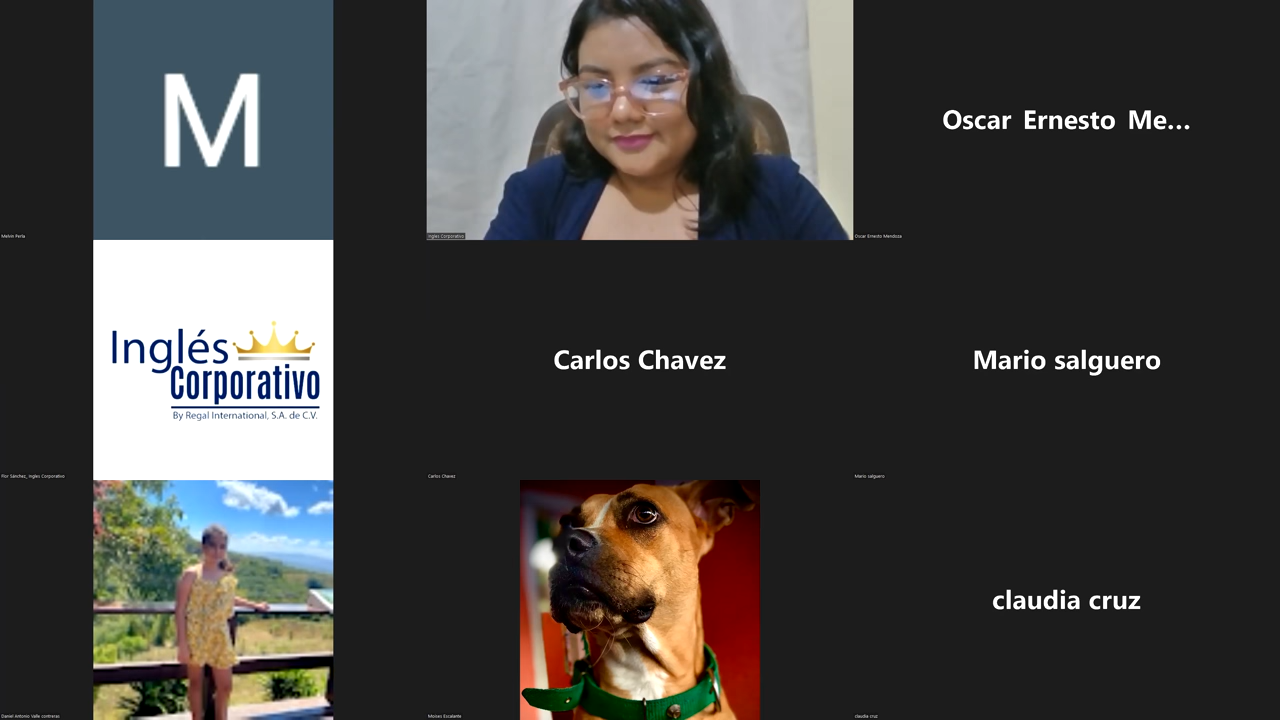 M
Melvin Perla
Ingles Corporativo
Oscar Ernesto Me...
Oscar Ernesto Mendoza
Inglés
Corporativo
By Regal International, S.A. de C.V.
Flor Sánchez_ Ingles Corporativo
Carlos Chavez
Carlos Chavez
Mario salguero
Mario salguero
Daniel Antonio Valle contreras
Moises Escalante
claudia cruz
claudia cruz